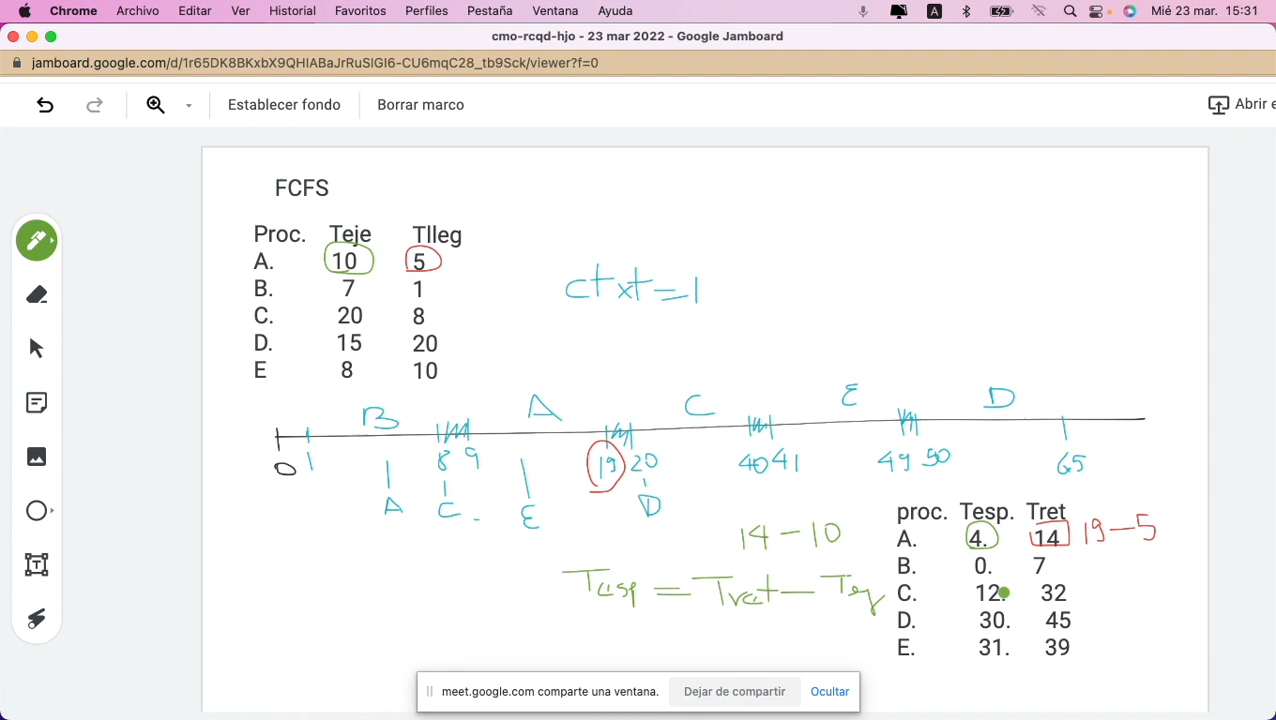 Chrome Archivo Editar Ver Historial Favoritos Perfiles Pestaña Ventana Ayuda A Mié 23 mar. 15:31
cmo-rcqd-hjo - 23 mar 2022 - Google Jamboard
jamboard.google.com/d/1r65DK8BKxbX9QHIABaJrRuSlGI6-CU6mqC28_tb9Sck/viewer?f=0
Establecer fondo Borrar marco Abrir e
FCFS
Proc. Teje Tlleg
A. 10 5
B. 7 1
C. 20 8
D. 15 20
E 8 10
ctxt=1
B A C E D
0 1 8 9 19 20 40 41 49 50 65
A C E D
proc. Tesp. Tret
A. 4. 14 19-5
B. 0. 7
C. 12. 32
D. 30. 45
E. 31. 39
14-10
Tesp = Tret - Tej
meet.google.com comparte una ventana. Dejar de compartir Ocultar